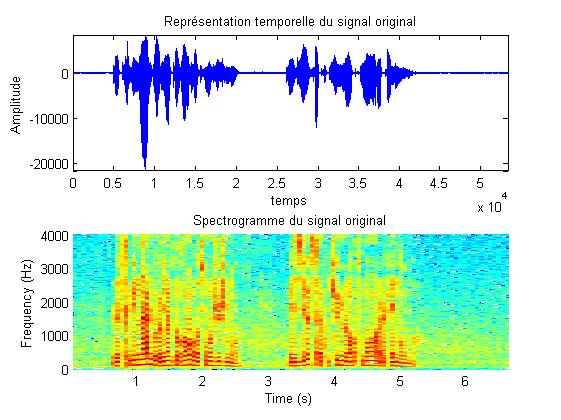 Représentation temporelle du signal original
Amplitude
0
-10000
-20000
0 0.5 1 1.5 2 2.5 3 3.5 4 4.5 5
temps
x 10^4
Spectrogramme du signal original
Frequency (Hz)
4000
3000
2000
1000
0
1 2 3 4 5 6
Time (s)